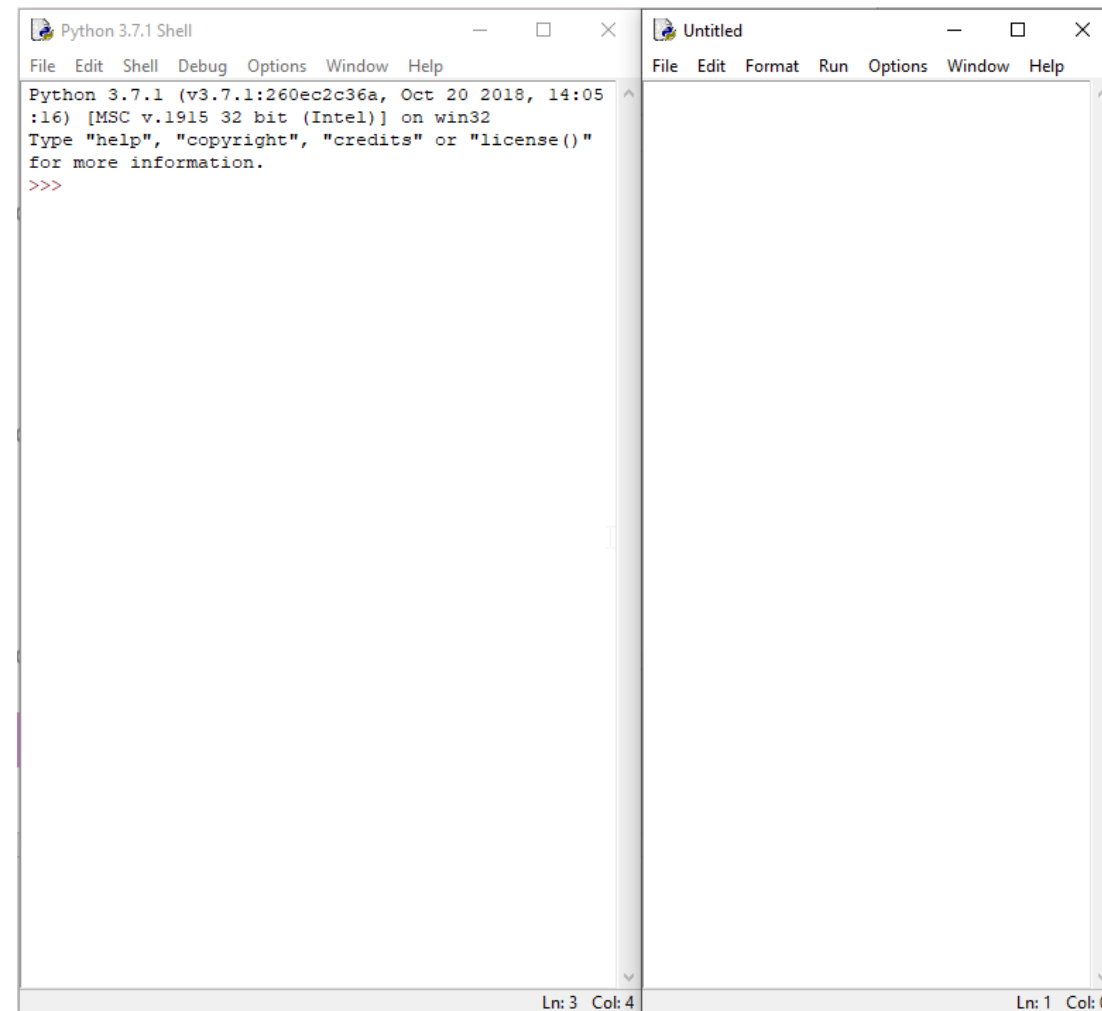 Python 3.7.1 Shell
File Edit Shell Debug Options Window Help
Python 3.7.1 (v3.7.1:260ec2c36a, Oct 20 2018, 14:05
:16) [MSC v.1915 32 bit (Intel)] on win32
Type "help", "copyright", "credits" or "license()"
for more information.
>>>
Ln: 3 Col: 4
Untitled
File Edit Format Run Options Window Help
Ln: 1 Col: